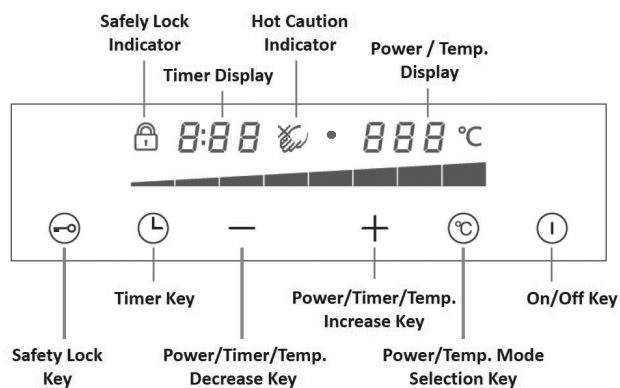 Safely Lock
Indicator
Hot Caution
Indicator
Power / Temp.
Display
Timer Display
8:88
888 °C
°C
Timer Key
Power/Timer/Temp.
Increase Key
On/Off Key
Safety Lock
Key
Power/Timer/Temp.
Decrease Key
Power/Temp. Mode
Selection Key